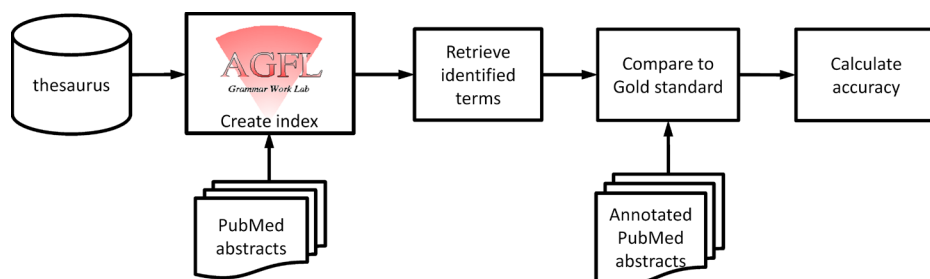 thesaurus
AGFL
Grammar Work Lab
Create index
Retrieve
identified
terms
Compare to
Gold standard
Calculate
accuracy
PubMed
abstracts
Annotated
PubMed
abstracts